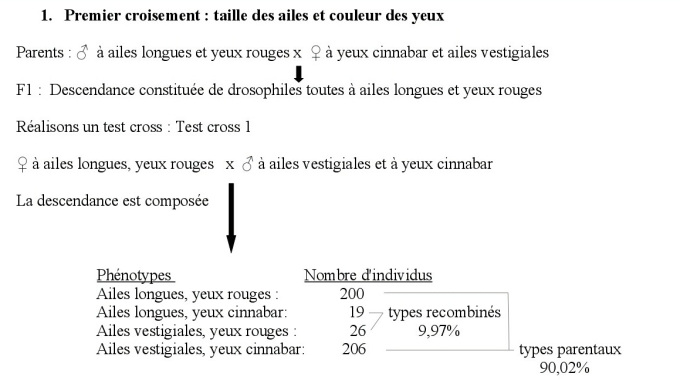 1. Premier croisement : taille des ailes et couleur des yeux
Parents : ♂ à ailes longues et yeux rouges x ♀ à yeux cinnabar et ailes vestigiales
F1 : Descendance constituée de drosophiles toutes à ailes longues et yeux rouges
Réalisons un test cross : Test cross 1
♀ à ailes longues, yeux rouges x ♂ à ailes vestigiales et à yeux cinnabar
La descendance est composée
Phénotypes Nombre d'individus
Ailes longues, yeux rouges : 200
Ailes longues, yeux cinnabar: 19 types recombinés
Ailes vestigiales, yeux rouges : 26 9,97%
Ailes vestigiales, yeux cinnabar: 206 types parentaux
90,02%